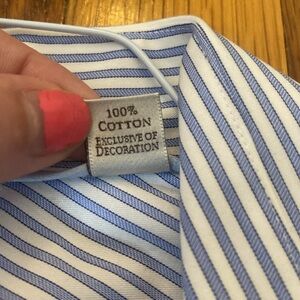 100%
COTTON
EXCLUSIVE OF
DECORATION